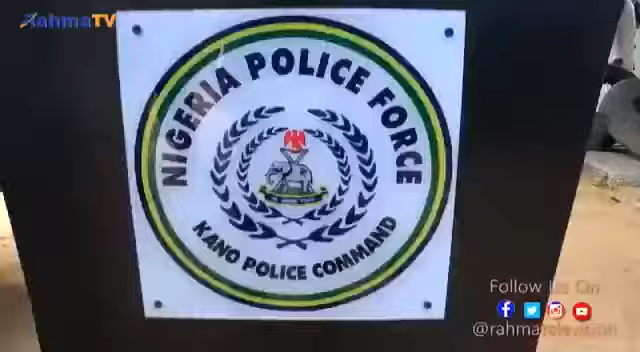 RahmaTV
NIGERIA POLICE FORCE
KANO POLICE COMMAND
Follow Us On
@rahmatelevision